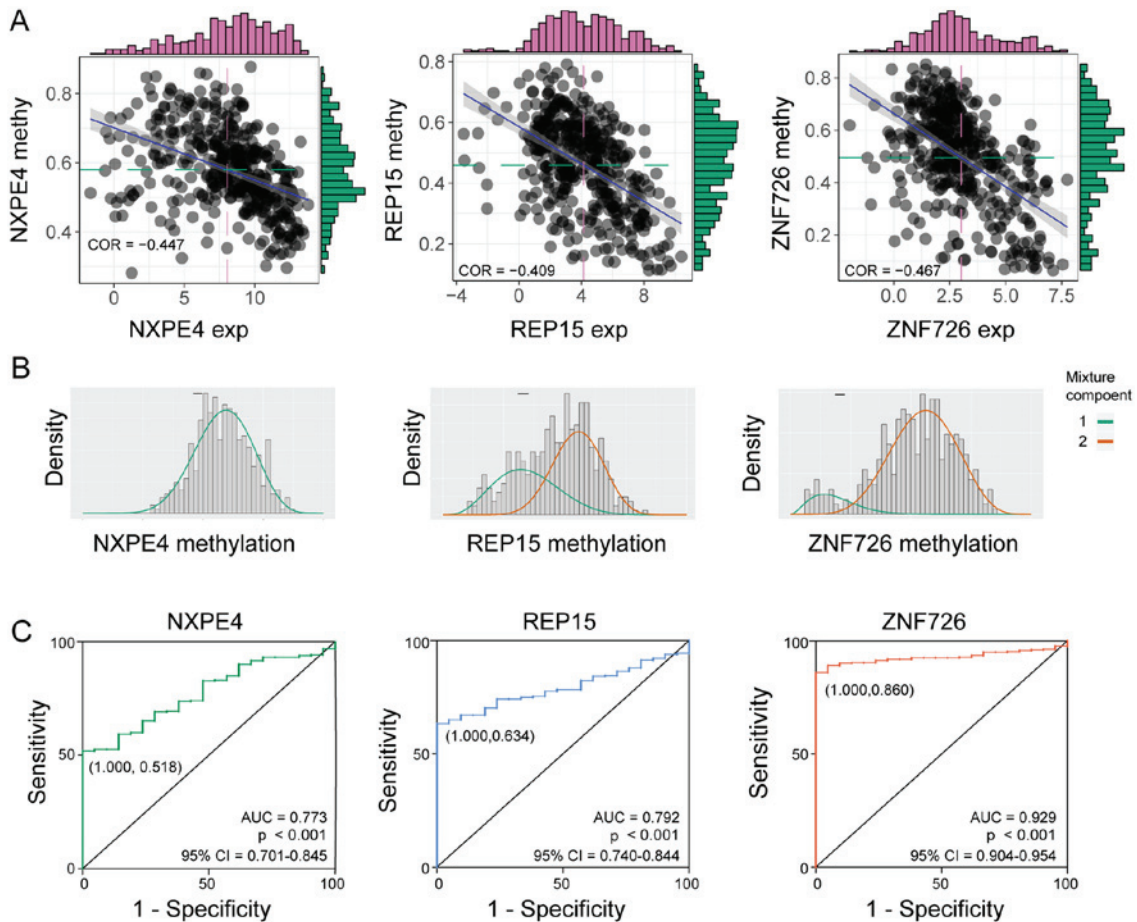 A
NXPE4 methy
0.8
0.6
0.4
COR = −0.447
0
5
10
NXPE4 exp
REP15 methy
0.8
0.6
0.4
0.2
COR = −0.409
−4
0
4
8
REP15 exp
ZNF726 methy
0.8
0.6
0.4
0.2
COR = −0.467
0.0
2.5
5.0
7.5
ZNF726 exp
B
Density
NXPE4 methylation
Density
REP15 methylation
Density
ZNF726 methylation
Mixture
compoent
1
2
C
NXPE4
Sensitivity
100
50
0
(1.000, 0.518)
AUC = 0.773
p < 0.001
95% CI = 0.701-0.845
0
50
100
1 - Specificity
REP15
Sensitivity
100
50
0
(1.000,0.634)
AUC = 0.792
p < 0.001
95% CI = 0.740-0.844
0
50
100
1 - Specificity
ZNF726
Sensitivity
100
50
0
(1.000,0.860)
AUC = 0.929
p < 0.001
95% CI = 0.904-0.954
0
50
100
1 - Specificity